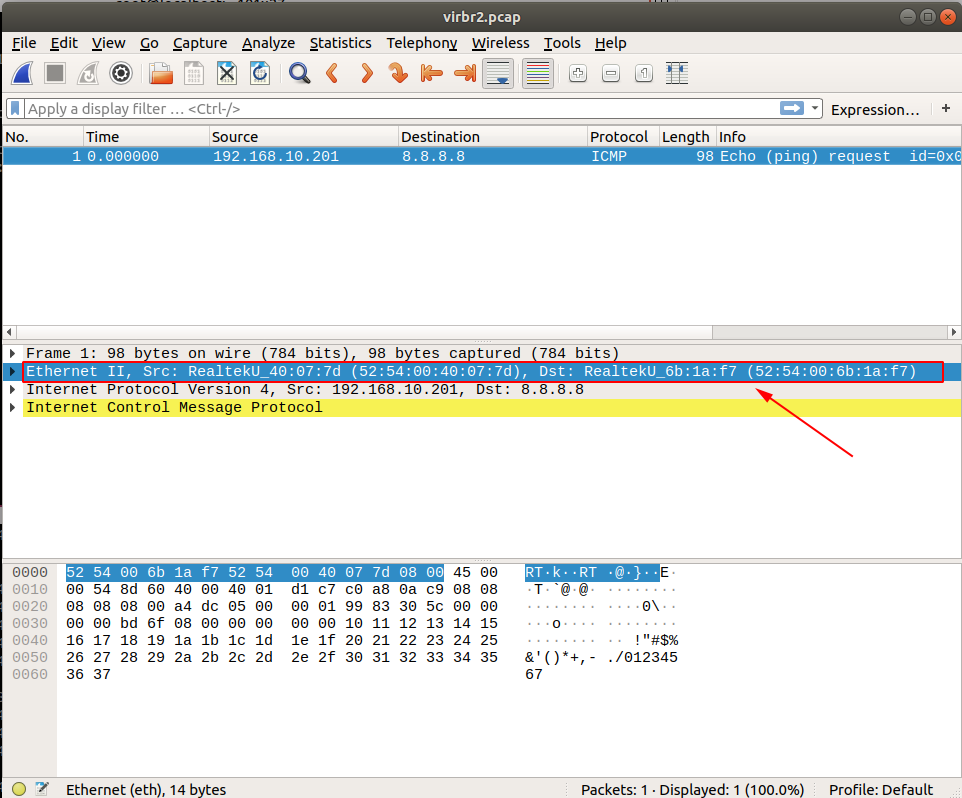 virbr2.pcap
File Edit View Go Capture Analyze Statistics Telephony Wireless Tools Help
Apply a display filter … <Ctrl-/> Expression… +
No. Time Source Destination Protocol Length Info
1 0.000000 192.168.10.201 8.8.8.8 ICMP 98 Echo (ping) request id=0x0
Frame 1: 98 bytes on wire (784 bits), 98 bytes captured (784 bits)
Ethernet II, Src: RealtekU_40:07:7d (52:54:00:40:07:7d), Dst: RealtekU_6b:1a:f7 (52:54:00:6b:1a:f7)
Internet Protocol Version 4, Src: 192.168.10.201, Dst: 8.8.8.8
Internet Control Message Protocol
0000 52 54 00 6b 1a f7 52 54 00 40 07 7d 08 00 45 00 RT·k··RT ·@·}··E·
0010 00 54 8d 60 40 00 40 01 d1 c7 c0 a8 0a c9 08 08 ·T·`@·@· ········
0020 08 08 08 00 a4 dc 05 00 00 01 99 83 30 5c 00 00 ········ ····0\··
0030 00 00 bd 6f 08 00 00 00 00 00 10 11 12 13 14 15 ···o···· ········
0040 16 17 18 19 1a 1b 1c 1d 1e 1f 20 21 22 23 24 25 ········ ·· !"#$%
0050 26 27 28 29 2a 2b 2c 2d 2e 2f 30 31 32 33 34 35 &'()*+,- ./012345
0060 36 37 67
Ethernet (eth), 14 bytes Packets: 1 · Displayed: 1 (100.0%) Profile: Default